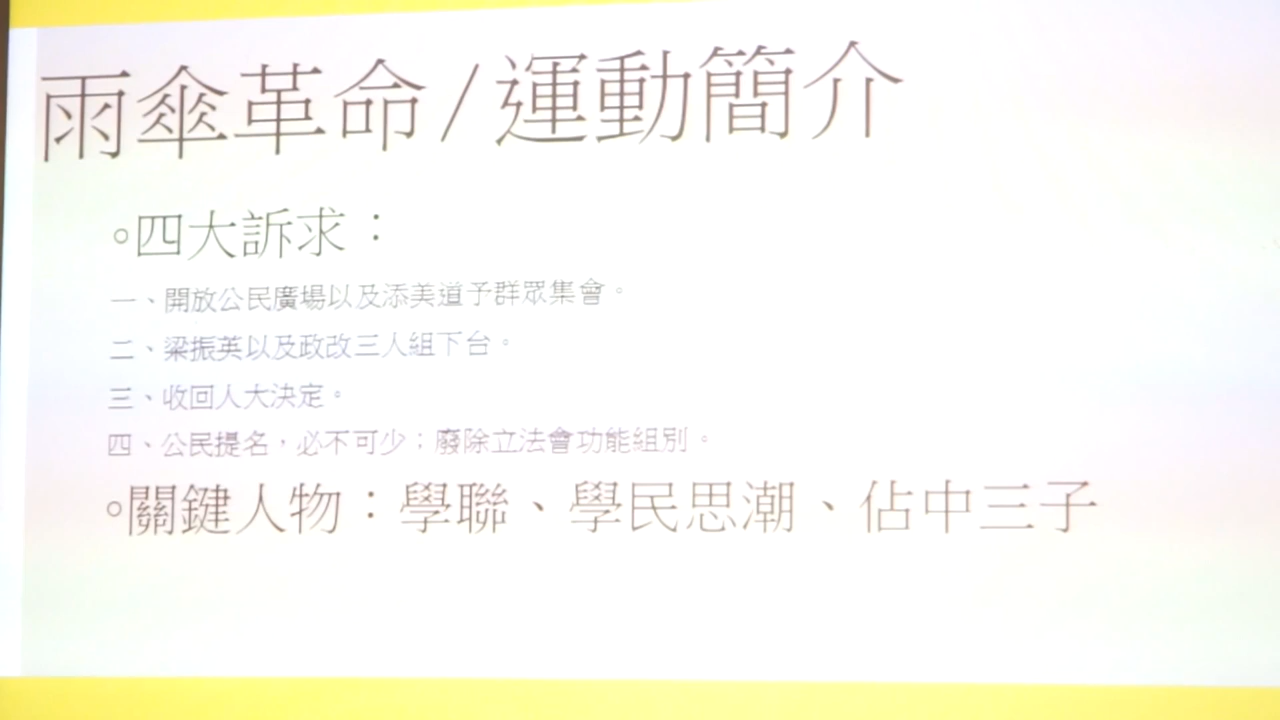 雨傘革命/運動簡介
◦四大訴求：
一、開放公民廣場以及添美道予群眾集會。
二、梁振英以及政改三人組下台。
三、收回人大決定。
四、公民提名，必不可少；廢除立法會功能組別。
◦關鍵人物：學聯、學民思潮、佔中三子